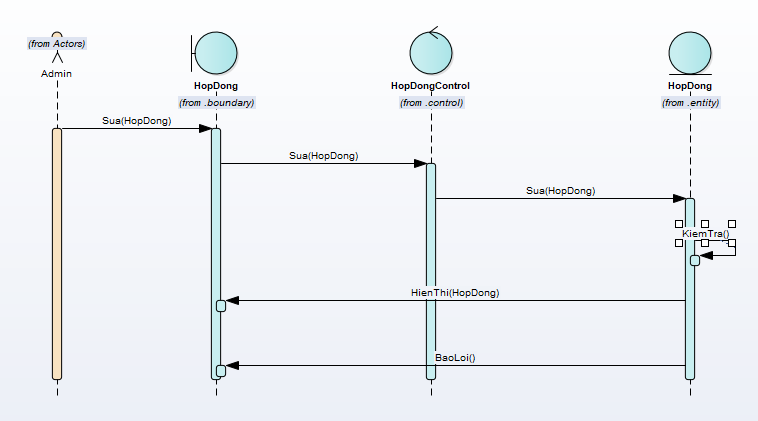 (from Actors)
Admin
HopDong
(from .boundary)
HopDongControl
(from .control)
HopDong
(from .entity)
Sua(HopDong)
Sua(HopDong)
Sua(HopDong)
KiemTra()
HienThi(HopDong)
BaoLoi()